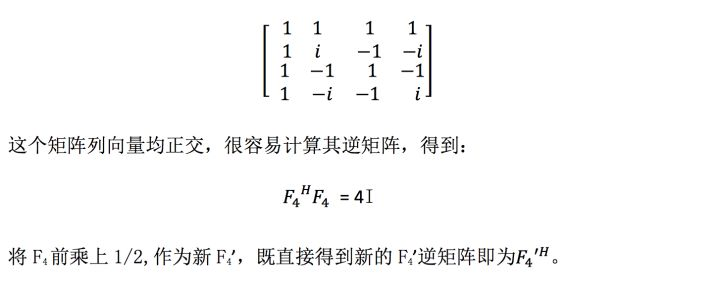 1 1 1 1
1 i −1 −i
1 −1 1 −1
1 −i −1 i
这个矩阵列向量均正交，很容易计算其逆矩阵，得到：
F₄ᴴF₄ = 4I
将 F₄前乘上 1/2,作为新 F₄′，既直接得到新的 F₄′逆矩阵即为F₄′ᴴ。